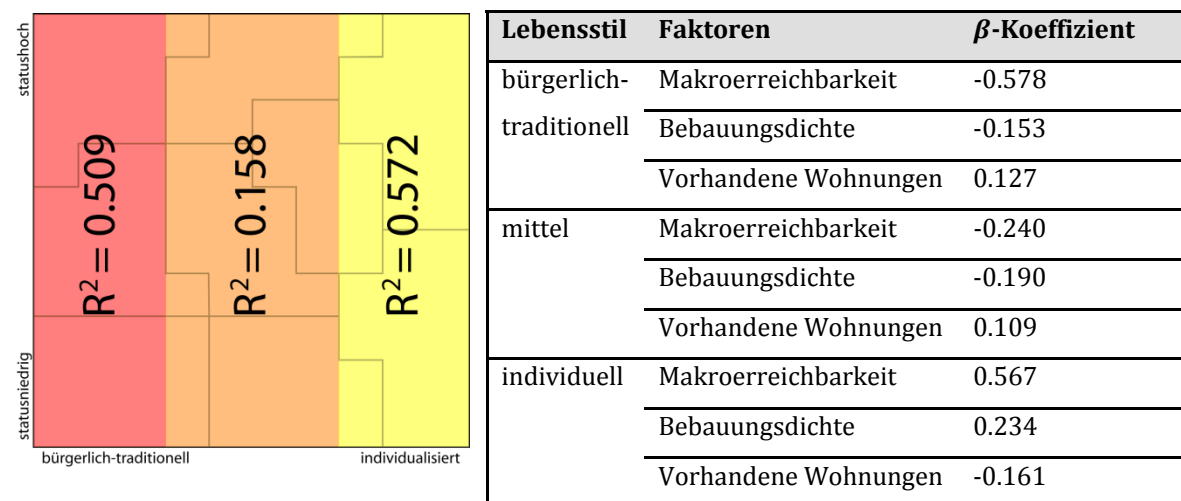 statushoch
statusniedrig
R² = 0.509
R² = 0.158
R² = 0.572
bürgerlich-traditionell individualisiert
Lebensstil Faktoren β-Koeffizient
bürgerlich- Makroerreichbarkeit -0.578
traditionell Bebauungsdichte -0.153
Vorhandene Wohnungen 0.127
mittel Makroerreichbarkeit -0.240
Bebauungsdichte -0.190
Vorhandene Wohnungen 0.109
individuell Makroerreichbarkeit 0.567
Bebauungsdichte 0.234
Vorhandene Wohnungen -0.161